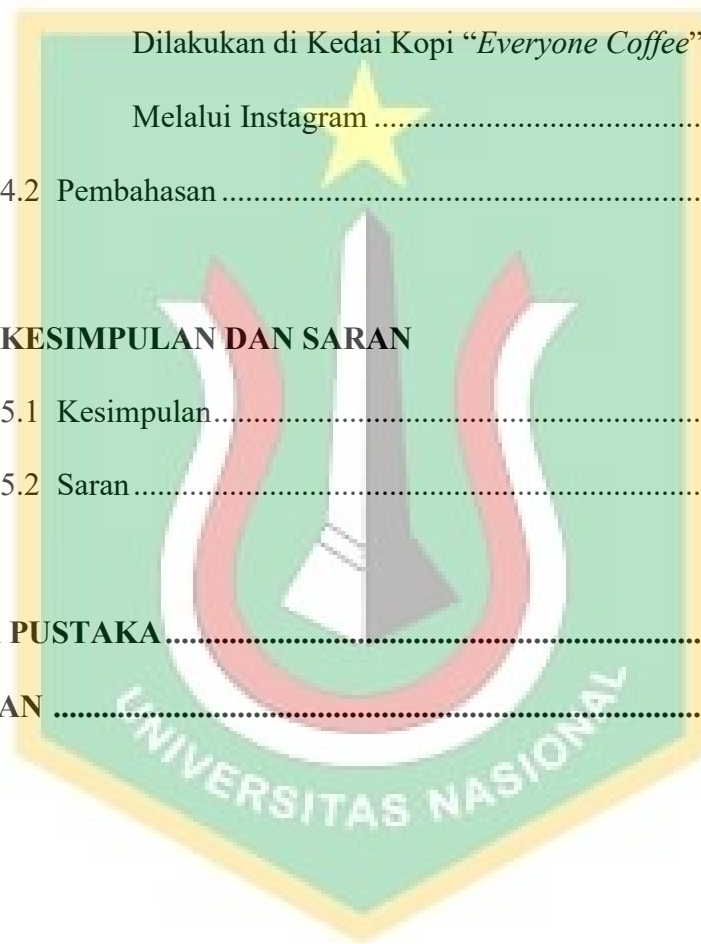 Dilakukan di Kedai Kopi “Everyone Coffee”
Melalui Instagram ..........................................
4.2 Pembahasan ..............................................................
KESIMPULAN DAN SARAN
5.1 Kesimpulan ..............................................................
5.2 Saran .........................................................................
PUSTAKA ....................................................................
AN ..................................................................................
UNIVERSITAS NASIONAL